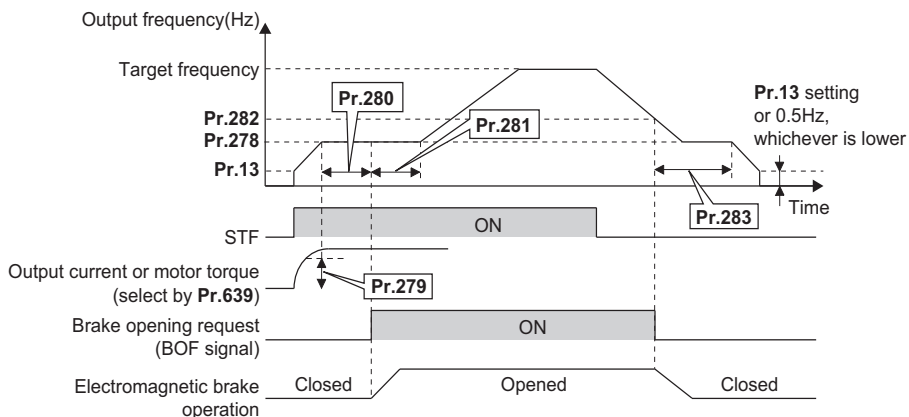 Output frequency(Hz)
Target frequency
Pr.280
Pr.13 setting
or 0.5Hz,
whichever is lower
Pr.282
Pr.281
Pr.278
Pr.13
Time
Pr.283
STF
ON
Output current or motor torque
(select by Pr.639)
Pr.279
Brake opening request
(BOF signal)
ON
Electromagnetic brake
operation
Closed
Opened
Closed